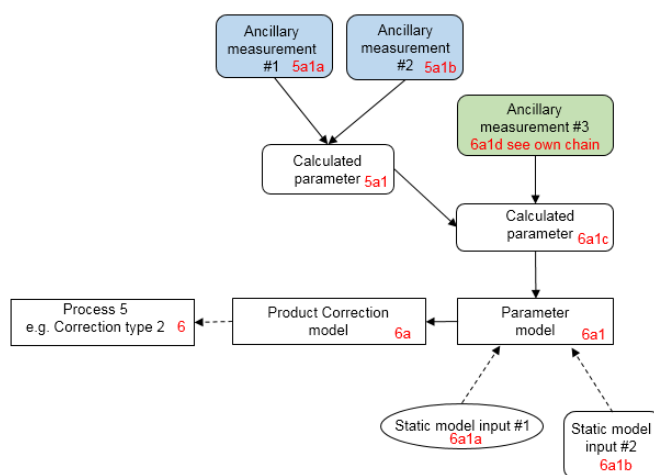 Ancillary
measurement
#1 5a1a
Ancillary
measurement
#2 5a1b
Ancillary
measurement #3
6a1d see own chain
Calculated
parameter 5a1
Calculated
parameter 6a1c
Process 5
e.g. Correction type 2 6
Product Correction
model 6a
Parameter
model 6a1
Static model input #1
6a1a
Static model
input #2
6a1b